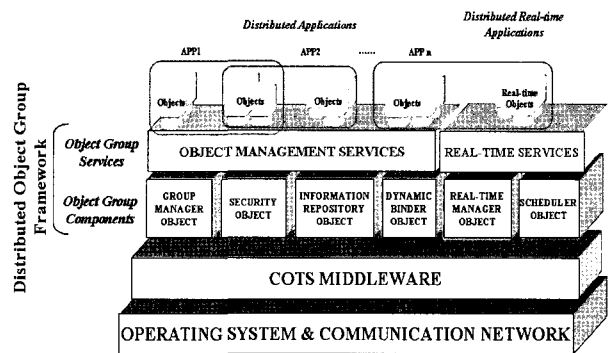 Distributed Applications
Distributed Real-time
Applications
APP1
APP2
......
APP n
Objects
Objects
Objects
Objects
Real-time
Objects
Distributed Object Group
Framework
Object Group
Services
OBJECT MANAGEMENT SERVICES
REAL-TIME SERVICES
Object Group
Components
GROUP
MANAGER
OBJECT
SECURITY
OBJECT
INFORMATION
REPOSITORY
OBJECT
DYNAMIC
BINDER
OBJECT
REAL-TIME
MANAGER
OBJECT
SCHEDULER
OBJECT
COTS MIDDLEWARE
OPERATING SYSTEM & COMMUNICATION NETWORK